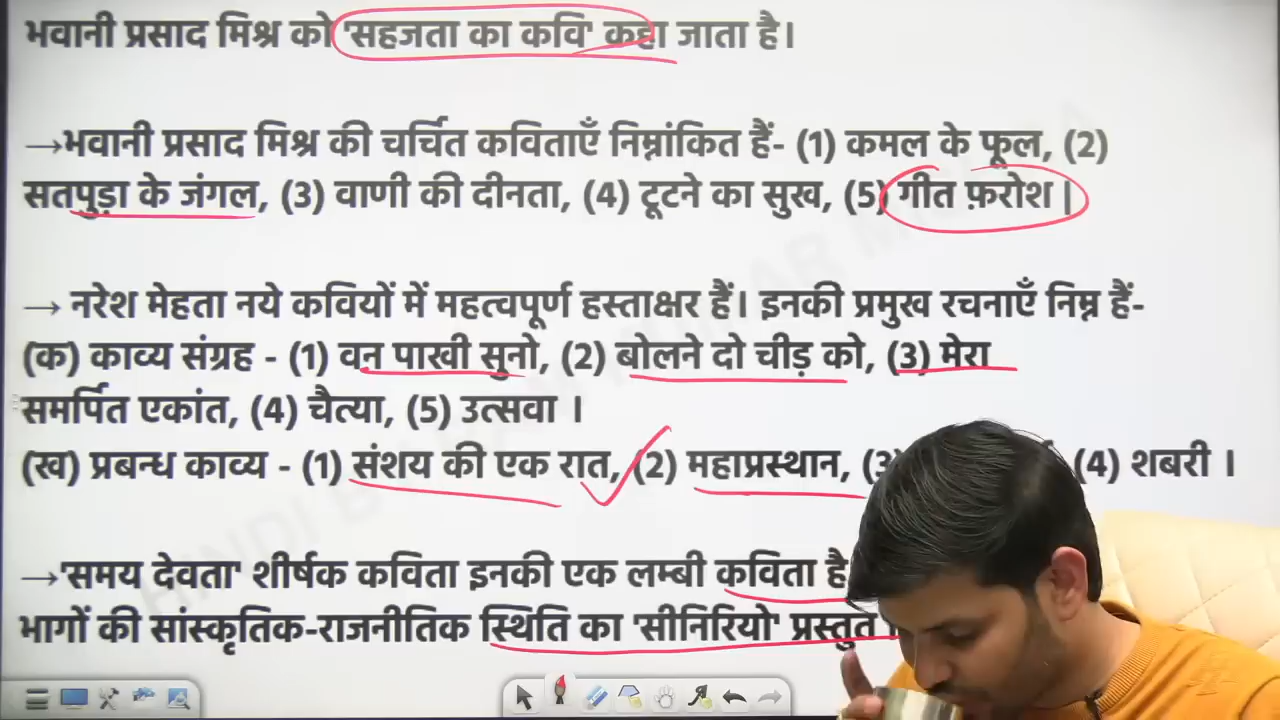 भवानी प्रसाद मिश्र को 'सहजता का कवि' कहा जाता है।
→भवानी प्रसाद मिश्र की चर्चित कविताएँ निम्नांकित हैं- (1) कमल के फूल, (2)
सतपुड़ा के जंगल, (3) वाणी की दीनता, (4) टूटने का सुख, (5) गीत फ़रोश |
→ नरेश मेहता नये कवियों में महत्वपूर्ण हस्ताक्षर हैं। इनकी प्रमुख रचनाएँ निम्न हैं-
(क) काव्य संग्रह - (1) वन पाखी सुनो, (2) बोलने दो चीड़ को, (3) मेरा
समर्पित एकांत, (4) चैत्या, (5) उत्सवा ।
(ख) प्रबन्ध काव्य - (1) संशय की एक रात, (2) महाप्रस्थान, (3 (4) शबरी ।
→'समय देवता' शीर्षक कविता इनकी एक लम्बी कविता है
भागों की सांस्कृतिक-राजनीतिक स्थिति का 'सीनिरियो' प्रस्तुत